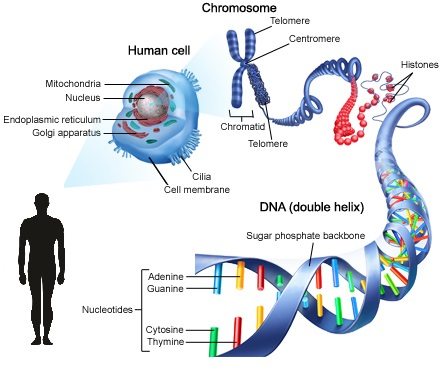 Chromosome
Telomere
Centromere
Histones
Chromatid
Telomere
Human cell
Mitochondria
Nucleus
Endoplasmic reticulum
Golgi apparatus
Cilia
Cell membrane
DNA (double helix)
Sugar phosphate backbone
Adenine
Guanine
Nucleotides
Cytosine
Thymine